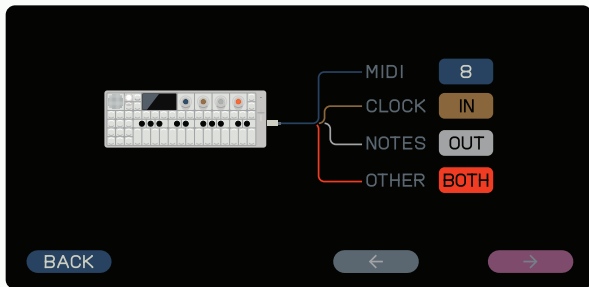 MIDI 8
CLOCK IN
NOTES OUT
OTHER BOTH
BACK ← →